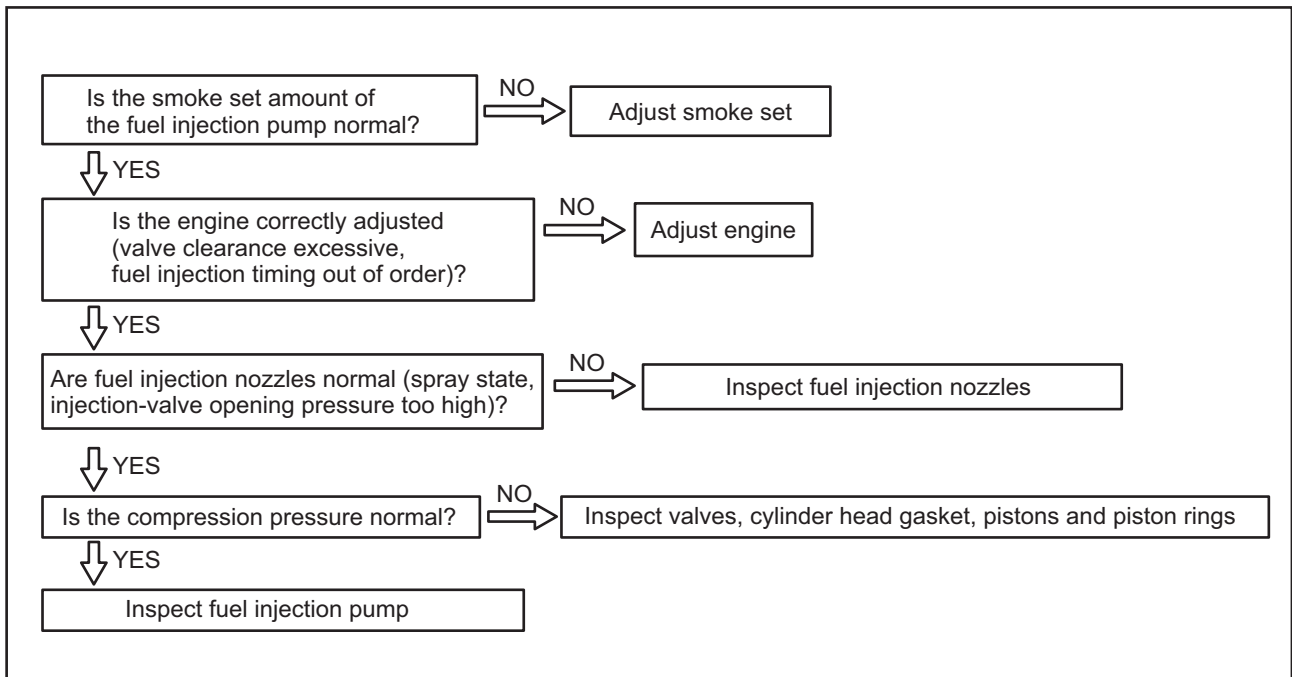 Is the smoke set amount of
the fuel injection pump normal?
NO
Adjust smoke set
YES
Is the engine correctly adjusted
(valve clearance excessive,
fuel injection timing out of order)?
NO
Adjust engine
YES
Are fuel injection nozzles normal (spray state,
injection-valve opening pressure too high)?
NO
Inspect fuel injection nozzles
YES
Is the compression pressure normal?
NO
Inspect valves, cylinder head gasket, pistons and piston rings
YES
Inspect fuel injection pump